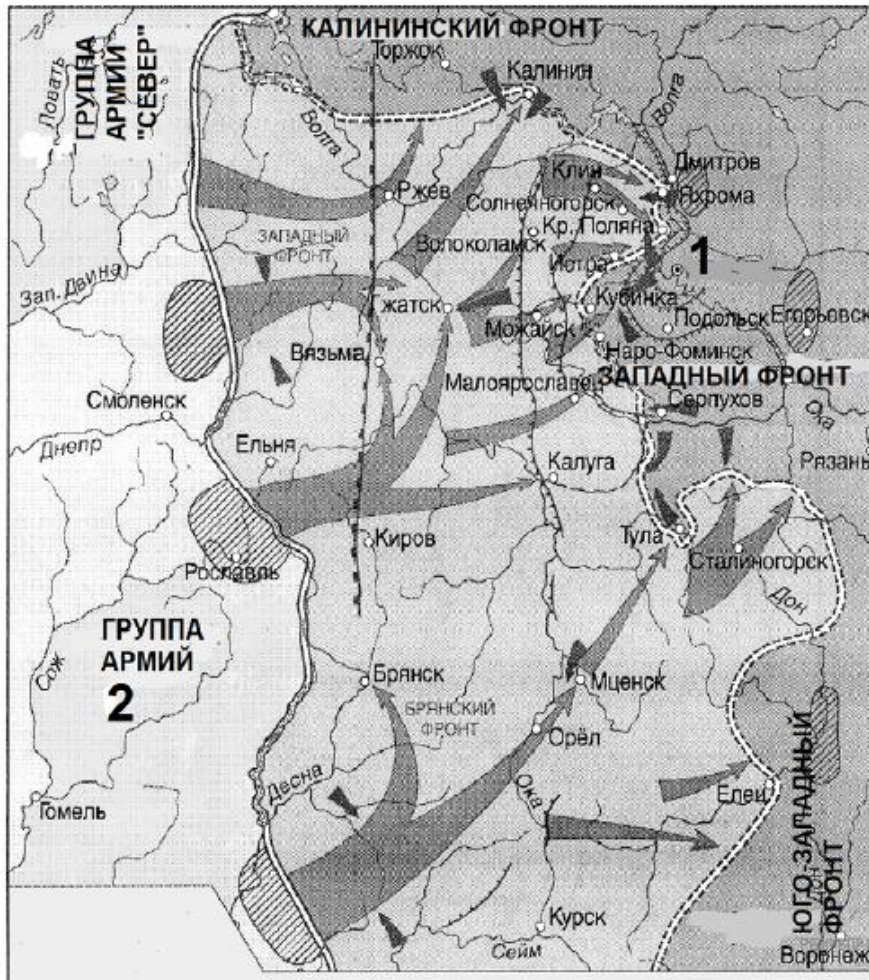 КАЛИНИНСКИЙ ФРОНТ
Торжок
Калинин
ГРУППА
АРМИЙ
"СЕВЕР"
Ловать
Волга
Волга
Дмитров
Яхрома
Клин
Солнечногорск
Кр. Поляна
Ржев
ЗАПАДНЫЙ
ФРОНТ
Волоколамск
Истра
1
Зап. Двина
Гжатск
Кубинка
Можайск
Подольск
Егорьевск
Наро-Фоминск
Вязьма
Малоярославец
ЗАПАДНЫЙ ФРОНТ
Серпухов
Ока
Смоленск
Днепр
Ельня
Калуга
Рязань
Киров
Тула
Сталиногорск
Рославль
Дон
ГРУППА
АРМИЙ
2
Сож
Брянск
Мценск
БРЯНСКИЙ
ФРОНТ
Орёл
Десна
Ока
Елец
Гомель
ЮГО-ЗАПАДНЫЙ
ФРОНТ
Дон
Курск
Сейм
Воронеж